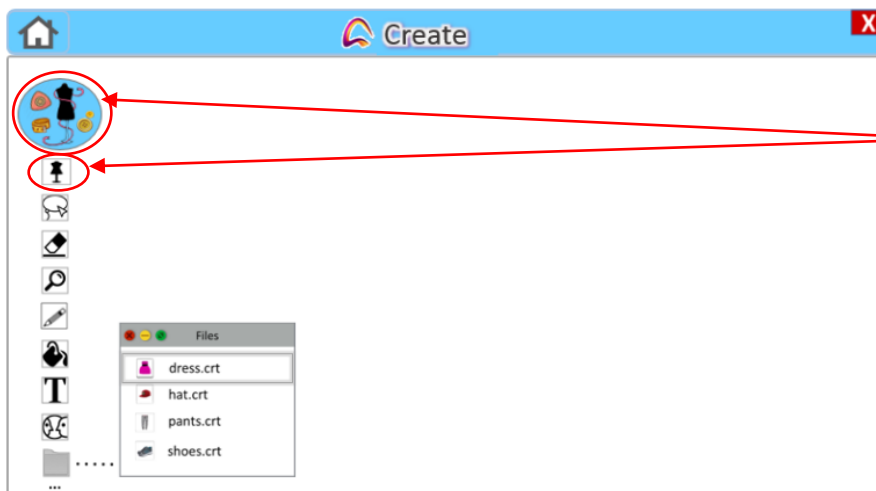 Create
X
T
Files
dress.crt
hat.crt
pants.crt
shoes.crt
.....
...